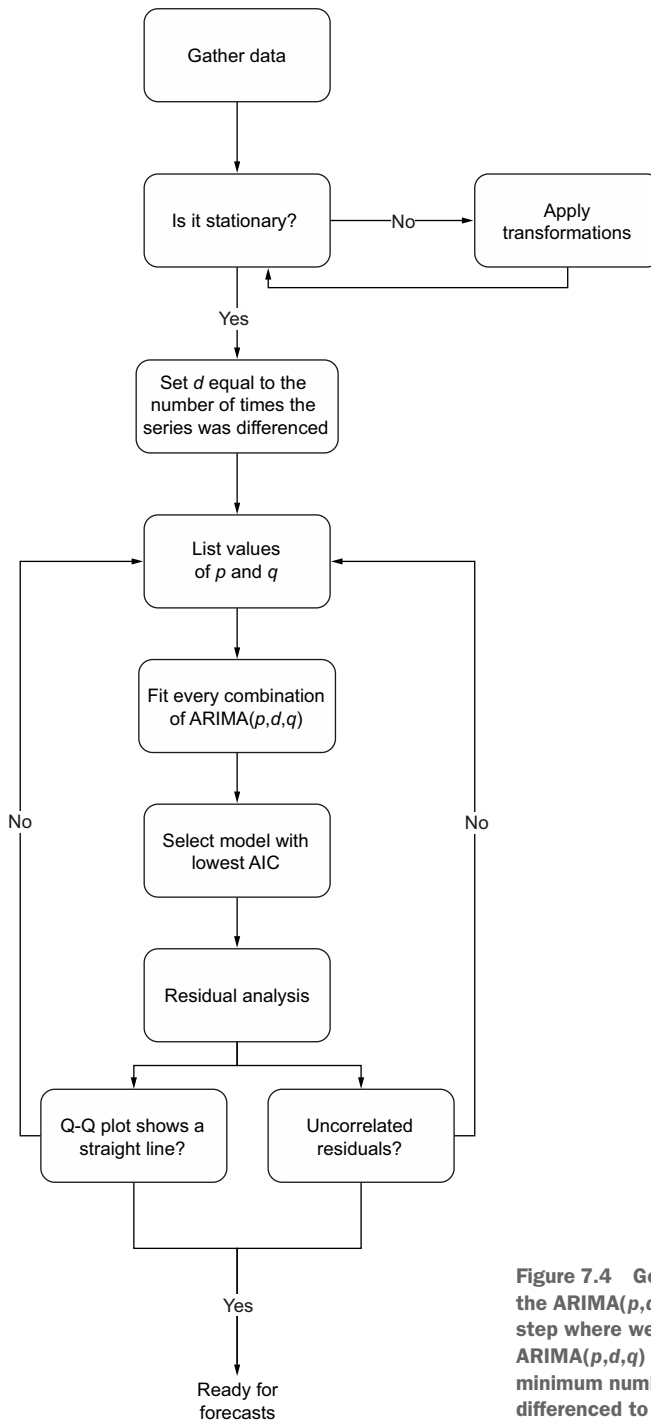 Gather data
Is it stationary?
No
Apply
transformations
Yes
Set d equal to the
number of times the
series was differenced
List values
of p and q
Fit every combination
of ARIMA(p,d,q)
No
No
Select model with
lowest AIC
Residual analysis
Q-Q plot shows a
straight line?
Uncorrelated
residuals?
Yes
Ready for
forecasts
Figure 7.4 Ge
the ARIMA(p,d
step where we
ARIMA(p,d,q)
minimum numb
differenced to